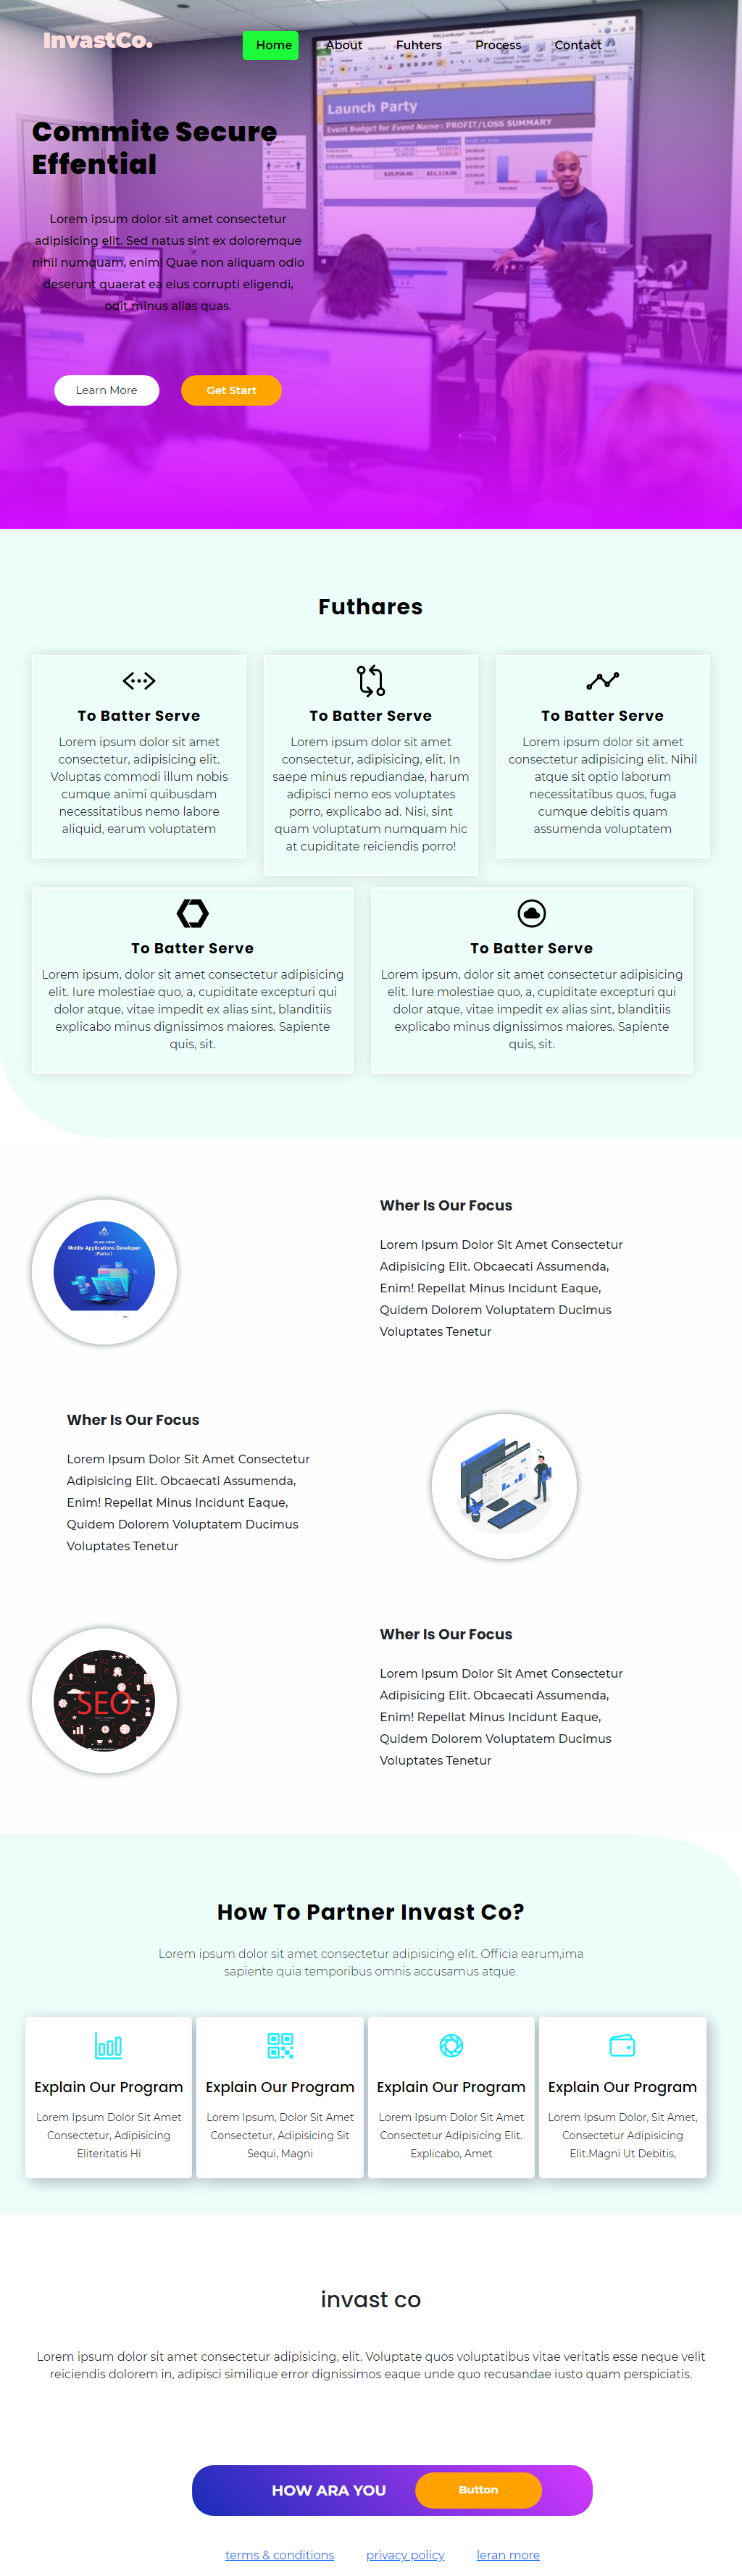 InvastCo.
Home About Fuhters Process Contact
Launch Party
Event Budget for Event Name: PROFIT/LOSS SUMMARY
Commite Secure
Effential
Lorem ipsum dolor sit amet consectetur
adipisicing elit. Sed natus sint ex doloremque
nihil numquam, enim! Quae non aliquam odio
deserunt quaerat ea eius corrupti eligendi,
odit minus alias quas.
Learn More Get Start
Futhares
To Batter Serve
Lorem ipsum dolor sit amet
consectetur, adipisicing elit.
Voluptas commodi illum nobis
cumque animi quibusdam
necessitatibus nemo labore
aliquid, earum voluptatem
To Batter Serve
Lorem ipsum dolor sit amet
consectetur, adipisicing, elit. In
saepe minus repudiandae, harum
adipisci nemo eos voluptates
porro, explicabo ad. Nisi, sint
quam voluptatum numquam hic
at cupiditate reiciendis porro!
To Batter Serve
Lorem ipsum dolor sit amet
consectetur adipisicing elit. Nihil
atque sit optio laborum
necessitatibus quos, fuga
cumque debitis quam
assumenda voluptatem
To Batter Serve
Lorem ipsum, dolor sit amet consectetur adipisicing
elit. Iure molestiae quo, a, cupiditate excepturi qui
dolor atque, vitae impedit ex alias sint, blanditiis
explicabo minus dignissimos maiores. Sapiente
quis, sit.
To Batter Serve
Lorem ipsum, dolor sit amet consectetur adipisicing
elit. Iure molestiae quo, a, cupiditate excepturi qui
dolor atque, vitae impedit ex alias sint, blanditiis
explicabo minus dignissimos maiores. Sapiente
quis, sit.
Mobile Applications Developer
Wher Is Our Focus
Lorem Ipsum Dolor Sit Amet Consectetur
Adipisicing Elit. Obcaecati Assumenda,
Enim! Repellat Minus Incidunt Eaque,
Quidem Dolorem Voluptatem Ducimus
Voluptates Tenetur
Wher Is Our Focus
Lorem Ipsum Dolor Sit Amet Consectetur
Adipisicing Elit. Obcaecati Assumenda,
Enim! Repellat Minus Incidunt Eaque,
Quidem Dolorem Voluptatem Ducimus
Voluptates Tenetur
SEO
Wher Is Our Focus
Lorem Ipsum Dolor Sit Amet Consectetur
Adipisicing Elit. Obcaecati Assumenda,
Enim! Repellat Minus Incidunt Eaque,
Quidem Dolorem Voluptatem Ducimus
Voluptates Tenetur
How To Partner Invast Co?
Lorem ipsum dolor sit amet consectetur adipisicing elit. Officia earum,ima
sapiente quia temporibus omnis accusamus atque.
Explain Our Program
Lorem Ipsum Dolor Sit Amet
Consectetur, Adipisicing
Eliteritatis Hi
Explain Our Program
Lorem Ipsum, Dolor Sit Amet
Consectetur, Adipisicing Sit
Sequi, Magni
Explain Our Program
Lorem Ipsum Dolor Sit Amet
Consectetur Adipisicing Elit.
Explicabo, Amet
Explain Our Program
Lorem Ipsum Dolor, Sit Amet,
Consectetur Adipisicing
Elit.Magni Ut Debitis,
invast co
Lorem ipsum dolor sit amet consectetur adipisicing, elit. Voluptate quos voluptatibus vitae veritatis esse neque velit
reiciendis dolorem in, adipisci similique error dignissimos eaque unde quo recusandae iusto quam perspiciatis.
HOW ARA YOU Button
terms & conditions privacy policy leran more